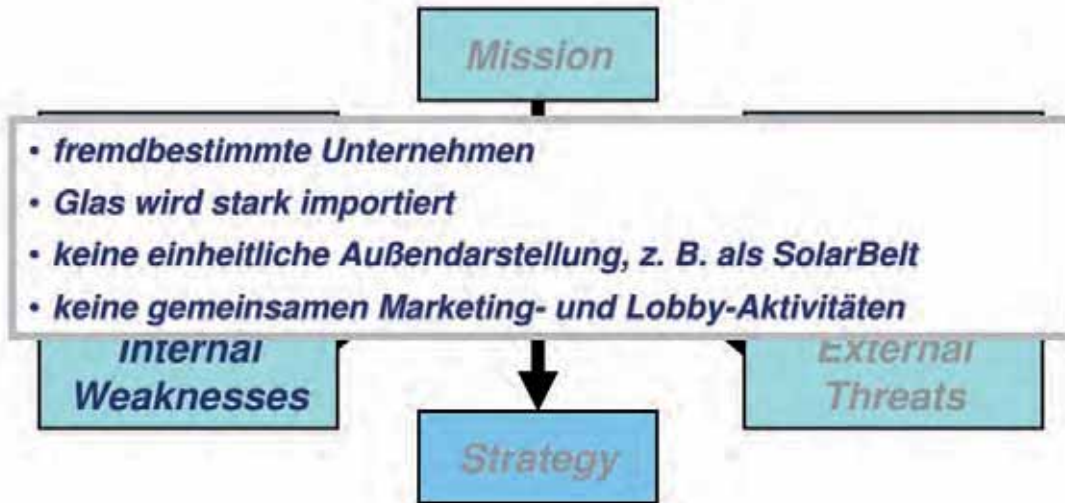 Mission
• fremdbestimmte Unternehmen
• Glas wird stark importiert
• keine einheitliche Außendarstellung, z. B. als SolarBelt
• keine gemeinsamen Marketing- und Lobby-Aktivitäten
Internal
Weaknesses
External
Threats
Strategy